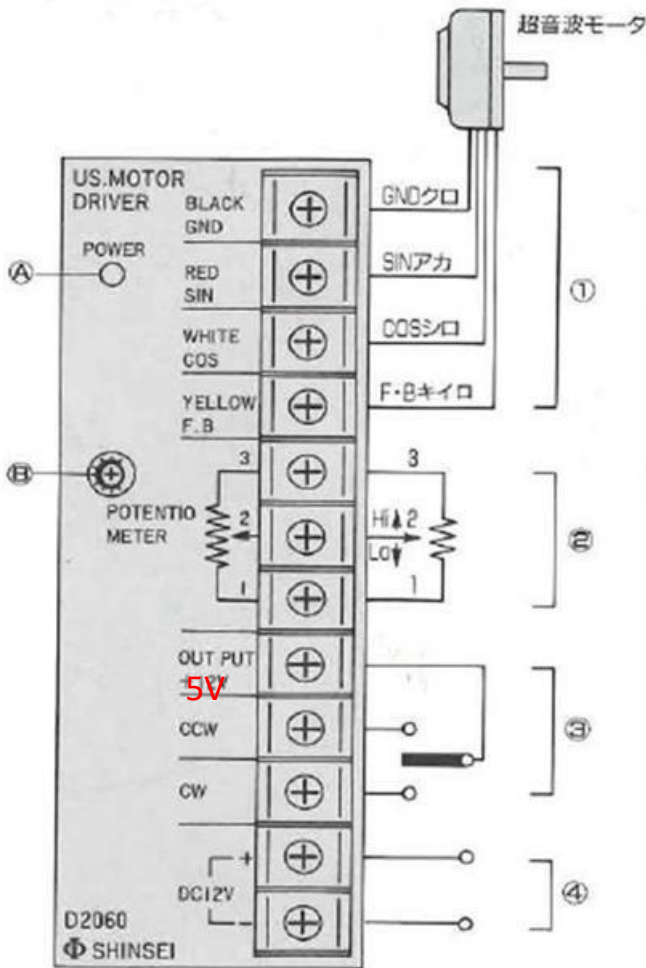 超音波モータ
US.MOTOR
DRIVER
BLACK
GND
GNDクロ
POWER
Ⓐ
RED
SIN
SINアカ
①
WHITE
COS
COSシロ
YELLOW
F.B
F・Bキイロ
Ⓑ
POTENTIO
METER
3
2
1
3
Hi 2
Lo
1
②
OUT PUT
5V
CCW
③
CW
+
DC12V
-
④
D2060
SHINSEI